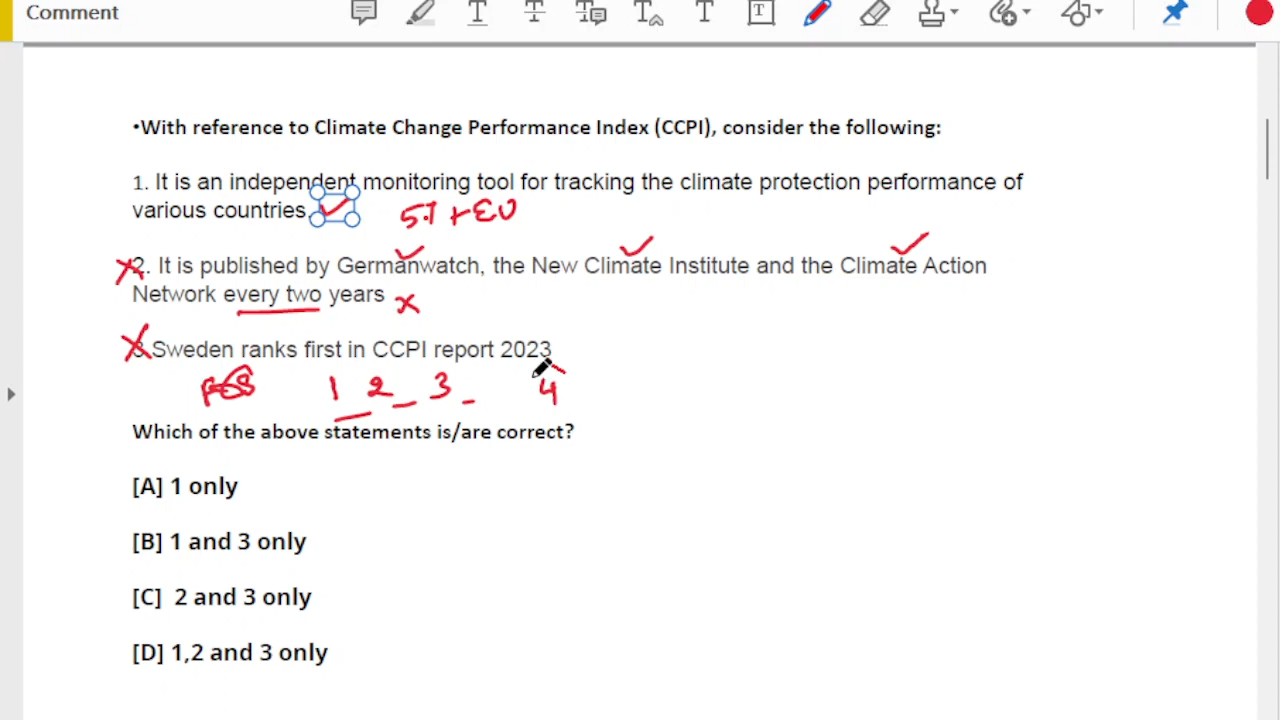 Comment
•With reference to Climate Change Performance Index (CCPI), consider the following:
1. It is an independent monitoring tool for tracking the climate protection performance of
various countries.
57 + EU
2. It is published by Germanwatch, the New Climate Institute and the Climate Action
Network every two years
3.Sweden ranks first in CCPI report 2023
1 2 3 4
Which of the above statements is/are correct?
[A] 1 only
[B] 1 and 3 only
[C] 2 and 3 only
[D] 1,2 and 3 only